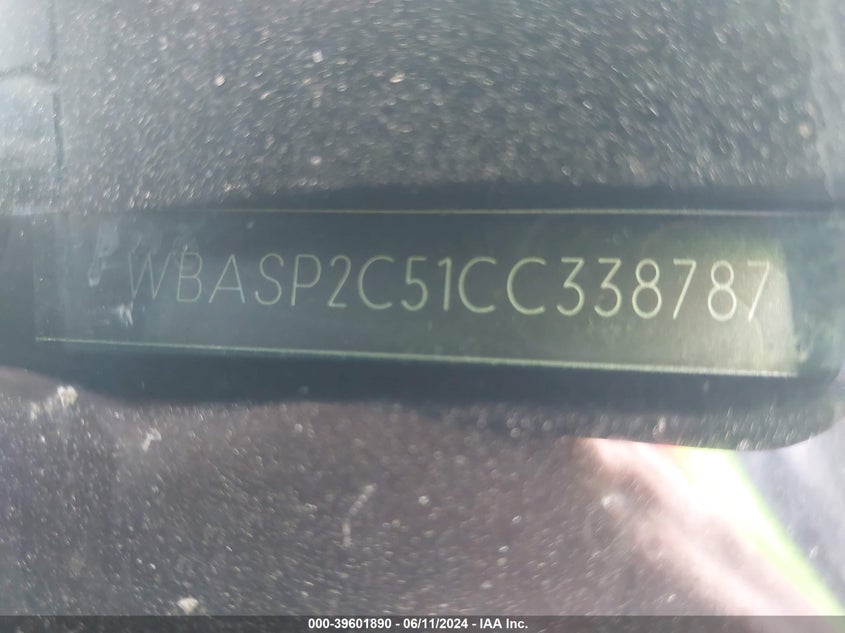 WBASP2C51CC338787
000-39601890 - 06/11/2024 - IAA Inc.